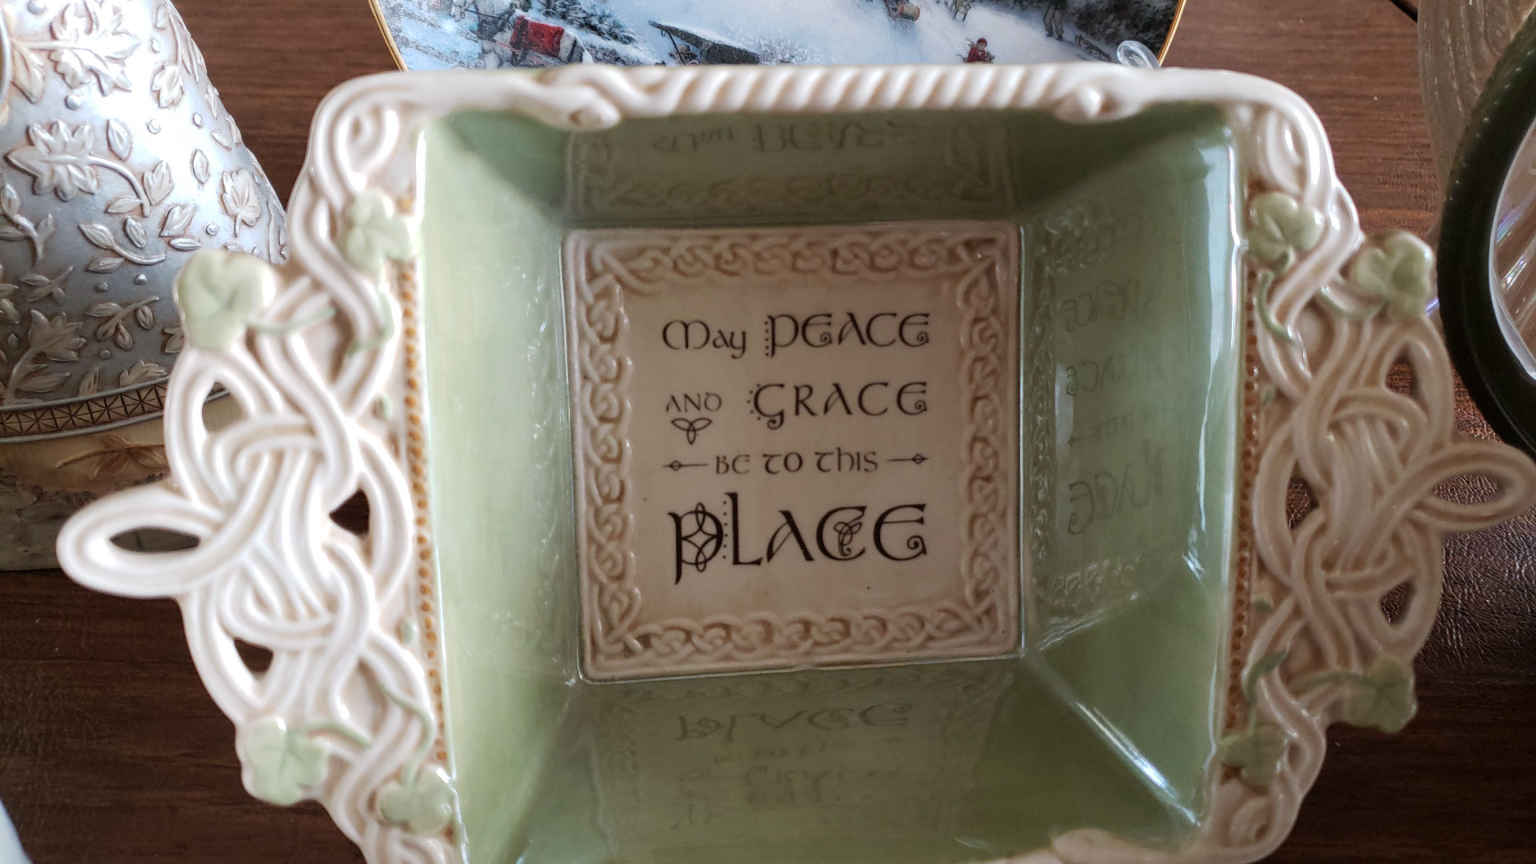 May PEACE
AND GRACE
BE TO This
PLACE